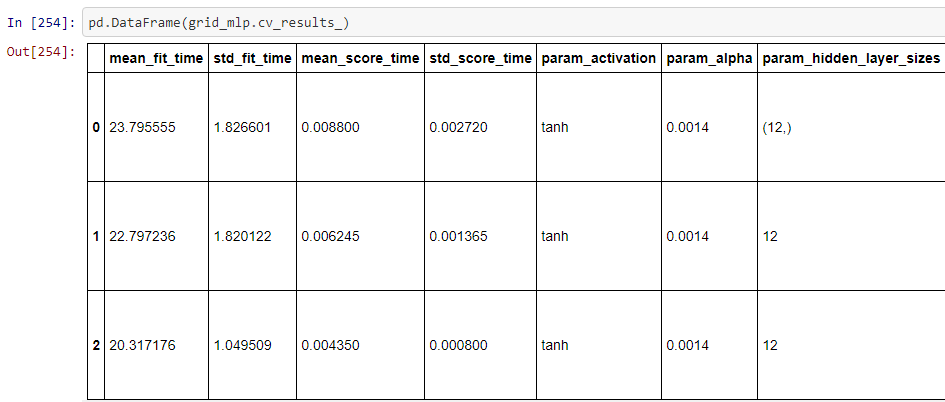 In [254]: pd.DataFrame(grid_mlp.cv_results_)
Out[254]:
mean_fit_time std_fit_time mean_score_time std_score_time param_activation param_alpha param_hidden_layer_sizes
0 23.795555 1.826601 0.008800 0.002720 tanh 0.0014 (12,)
1 22.797236 1.820122 0.006245 0.001365 tanh 0.0014 12
2 20.317176 1.049509 0.004350 0.000800 tanh 0.0014 12